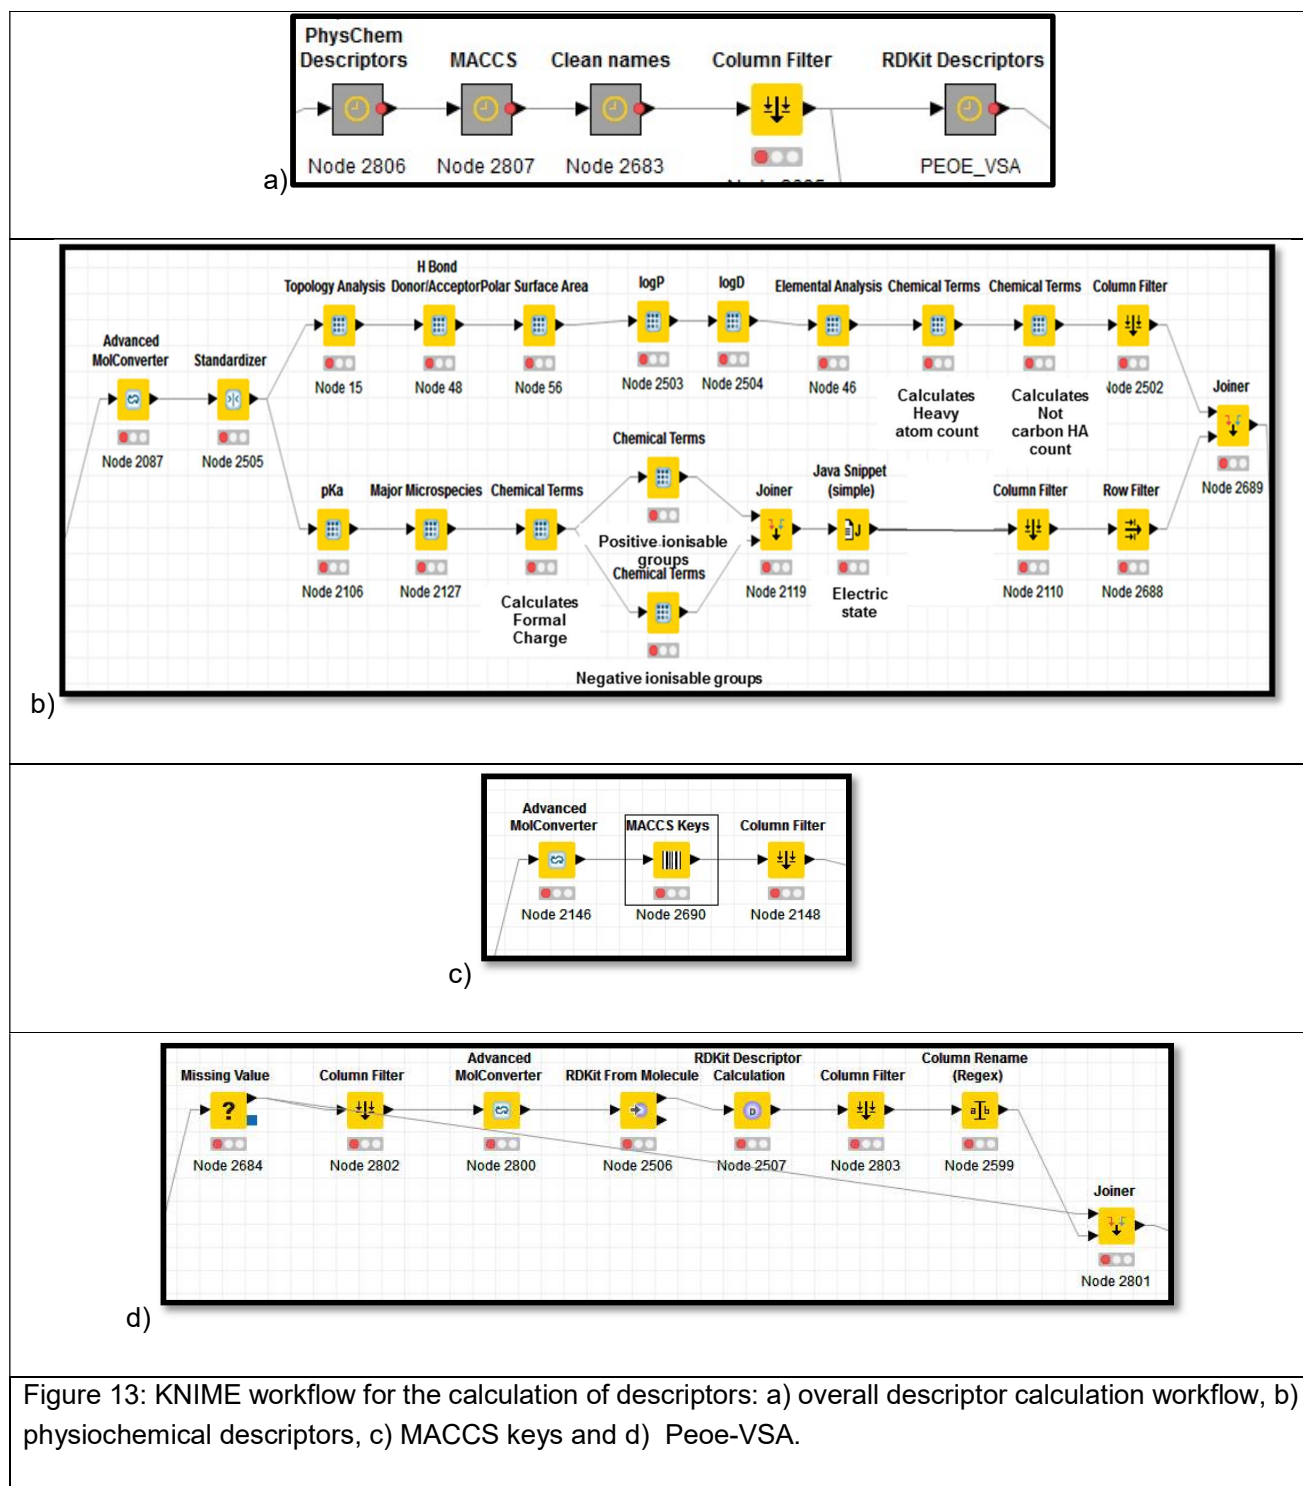 PhysChem
Descriptors MACCS Clean names Column Filter RDKit Descriptors
Node 2806 Node 2807 Node 2683 PEOE_VSA
a)
H Bond
Topology Analysis Donor/Acceptor Polar Surface Area logP logD Elemental Analysis Chemical Terms Chemical Terms Column Filter
Advanced
MolConverter Standardizer
Node 15 Node 48 Node 56 Node 2503 Node 2504 Node 46 Node 2502
Joiner
Calculates
Heavy
atom count
Calculates
Not
carbon HA
count
Node 2087 Node 2505
Chemical Terms
Node 2689
pKa Major Microspecies Chemical Terms Joiner
Java Snippet
(simple)
Column Filter Row Filter
Positive ionisable
groups
Chemical Terms
Node 2106 Node 2127 Node 2119 Node 2110 Node 2688
Calculates
Formal
Charge
Electric
state
Negative ionisable groups
b)
Advanced
MolConverter MACCS Keys Column Filter
Node 2146 Node 2690 Node 2148
c)
Advanced
MolConverter
RDKit Descriptor
Calculation
Column Rename
(Regex)
Missing Value Column Filter RDKit From Molecule Column Filter
Node 2684 Node 2802 Node 2800 Node 2506 Node 2507 Node 2803 Node 2599
Joiner
Node 2801
d)
Figure 13: KNIME workflow for the calculation of descriptors: a) overall descriptor calculation workflow, b)
physiochemical descriptors, c) MACCS keys and d) Peoe-VSA.